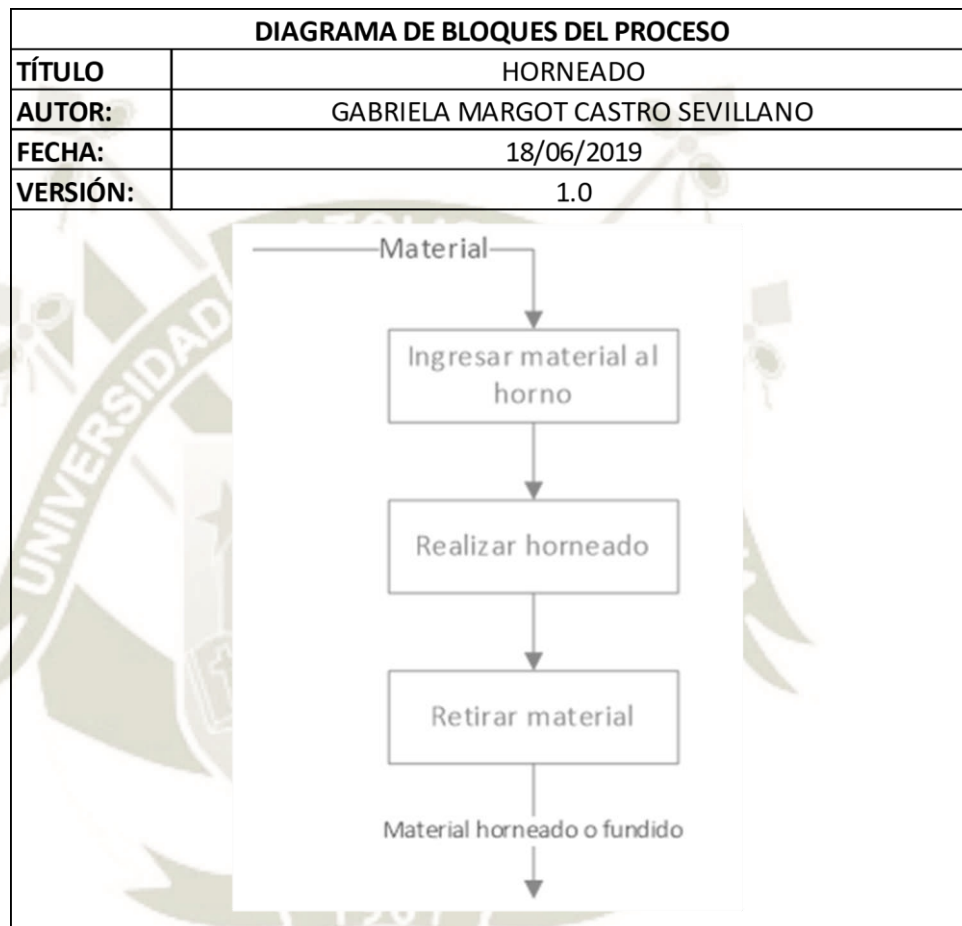 DIAGRAMA DE BLOQUES DEL PROCESO
TÍTULO HORNEADO
AUTOR: GABRIELA MARGOT CASTRO SEVILLANO
FECHA: 18/06/2019
VERSIÓN: 1.0
Material
Ingresar material al
horno
Realizar horneado
Retirar material
Material horneado o fundido
UNIVERSIDAD